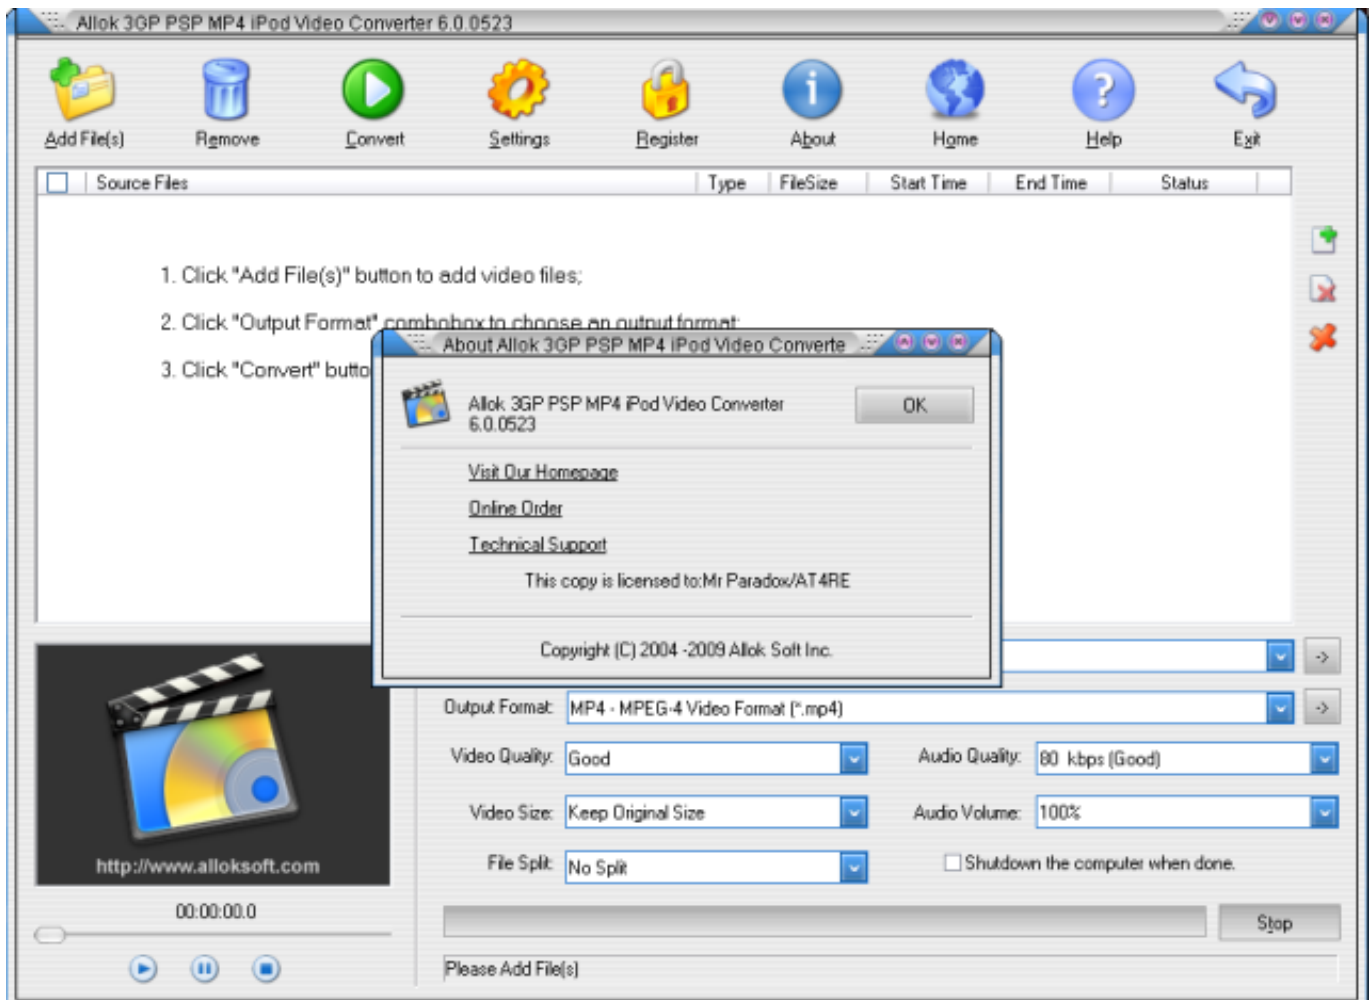 Allok 3GP PSP MP4 iPod Video Converter 6.0.0523
Add File(s) Remove Convert Settings Register About Home Help Exit
Source Files Type FileSize Start Time End Time Status
1. Click "Add File(s)" button to add video files;
2. Click "Output Format" combobox to choose an output format;
3. Click "Convert" butto
About Allok 3GP PSP MP4 iPod Video Converte
Allok 3GP PSP MP4 iPod Video Converter
6.0.0523
OK
Visit Our Homepage
Online Order
Technical Support
This copy is licensed to:Mr Paradox/AT4RE
Copyright (C) 2004 -2009 Allok Soft Inc.
->
Output Format: MP4 - MPEG-4 Video Format (*.mp4) ->
Video Quality: Good Audio Quality: 80 kbps (Good)
Video Size: Keep Original Size Audio Volume: 100%
File Split: No Split Shutdown the computer when done.
http://www.alloksoft.com
00:00:00.0
Stop
Please Add File(s)